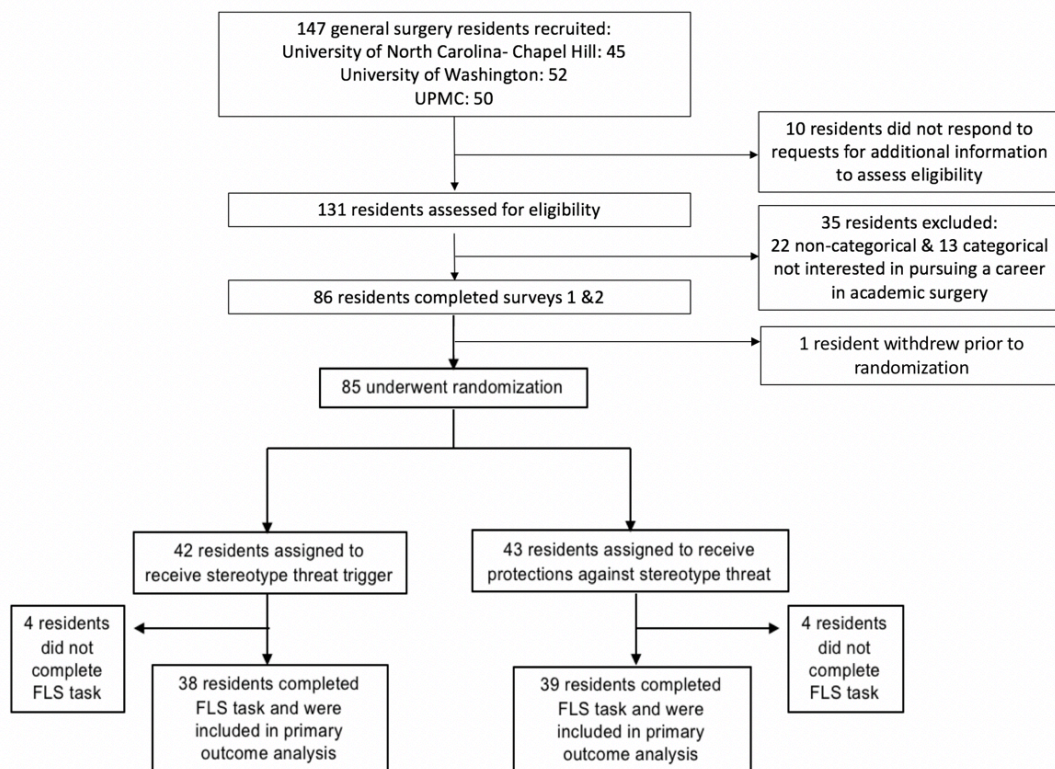 147 general surgery residents recruited:
University of North Carolina- Chapel Hill: 45
University of Washington: 52
UPMC: 50
10 residents did not respond to
requests for additional information
to assess eligibility
131 residents assessed for eligibility
35 residents excluded:
22 non-categorical & 13 categorical
not interested in pursuing a career
in academic surgery
86 residents completed surveys 1 &2
1 resident withdrew prior to
randomization
85 underwent randomization
42 residents assigned to
receive stereotype threat trigger
43 residents assigned to receive
protections against stereotype threat
4 residents
did not
complete
FLS task
4 residents
did not
complete
FLS task
38 residents completed
FLS task and were
included in primary
outcome analysis
39 residents completed
FLS task and were
included in primary
outcome analysis